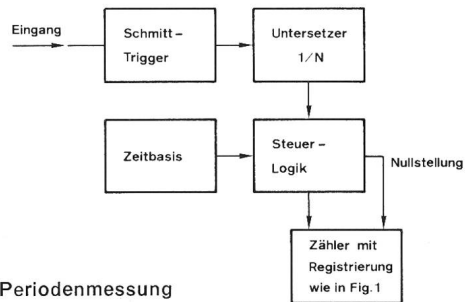 Eingang
Schmitt-
Trigger
Untersetzer
1/N
Zeitbasis
Steuer-
Logik
Nullstellung
Zähler mit
Registrierung
wie in Fig.1
Periodenmessung